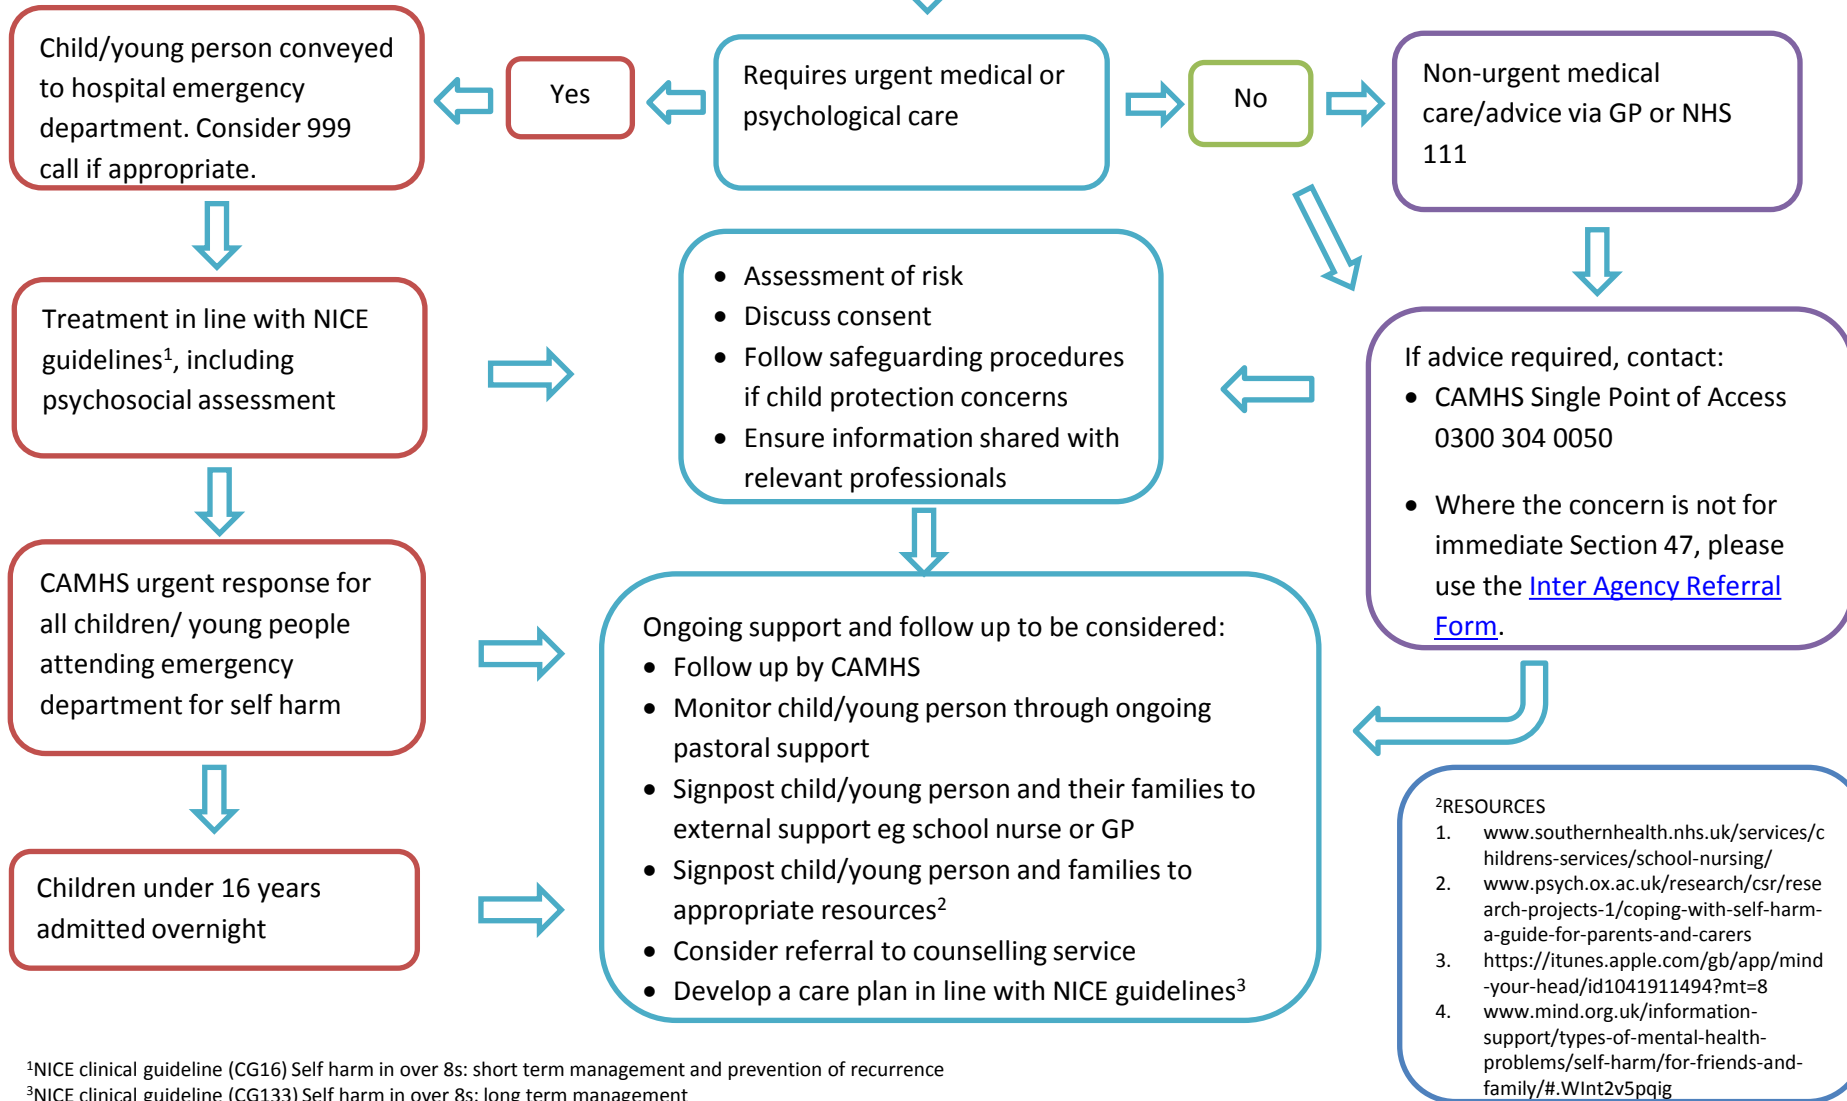 Child/young person conveyed
to hospital emergency
department. Consider 999
call if appropriate.
Yes
Requires urgent medical or
psychological care
No
Non-urgent medical
care/advice via GP or NHS
111
Treatment in line with NICE
guidelines¹, including
psychosocial assessment
• Assessment of risk
• Discuss consent
• Follow safeguarding procedures
if child protection concerns
• Ensure information shared with
relevant professionals
If advice required, contact:
• CAMHS Single Point of Access
0300 304 0050
• Where the concern is not for
immediate Section 47, please
use the Inter Agency Referral
Form.
CAMHS urgent response for
all children/ young people
attending emergency
department for self harm
Ongoing support and follow up to be considered:
• Follow up by CAMHS
• Monitor child/young person through ongoing
pastoral support
• Signpost child/young person and their families to
external support eg school nurse or GP
• Signpost child/young person and families to
appropriate resources²
• Consider referral to counselling service
• Develop a care plan in line with NICE guidelines³
Children under 16 years
admitted overnight
²RESOURCES
1. www.southernhealth.nhs.uk/services/c
hildrens-services/school-nursing/
2. www.psych.ox.ac.uk/research/csr/rese
arch-projects-1/coping-with-self-harm-
a-guide-for-parents-and-carers
3. https://itunes.apple.com/gb/app/mind
-your-head/id1041911494?mt=8
4. www.mind.org.uk/information-
support/types-of-mental-health-
problems/self-harm/for-friends-and-
family/#.WInt2v5pqig
¹NICE clinical guideline (CG16) Self harm in over 8s: short term management and prevention of recurrence
³NICE clinical guideline (CG133) Self harm in over 8s: long term management